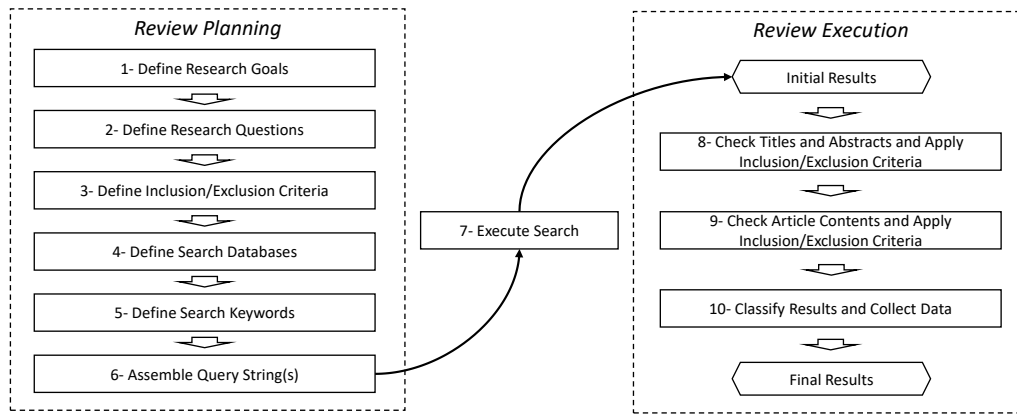 Review Planning
1- Define Research Goals
2- Define Research Questions
3- Define Inclusion/Exclusion Criteria
4- Define Search Databases
5- Define Search Keywords
6- Assemble Query String(s)
7- Execute Search
Review Execution
Initial Results
8- Check Titles and Abstracts and Apply
Inclusion/Exclusion Criteria
9- Check Article Contents and Apply
Inclusion/Exclusion Criteria
10- Classify Results and Collect Data
Final Results